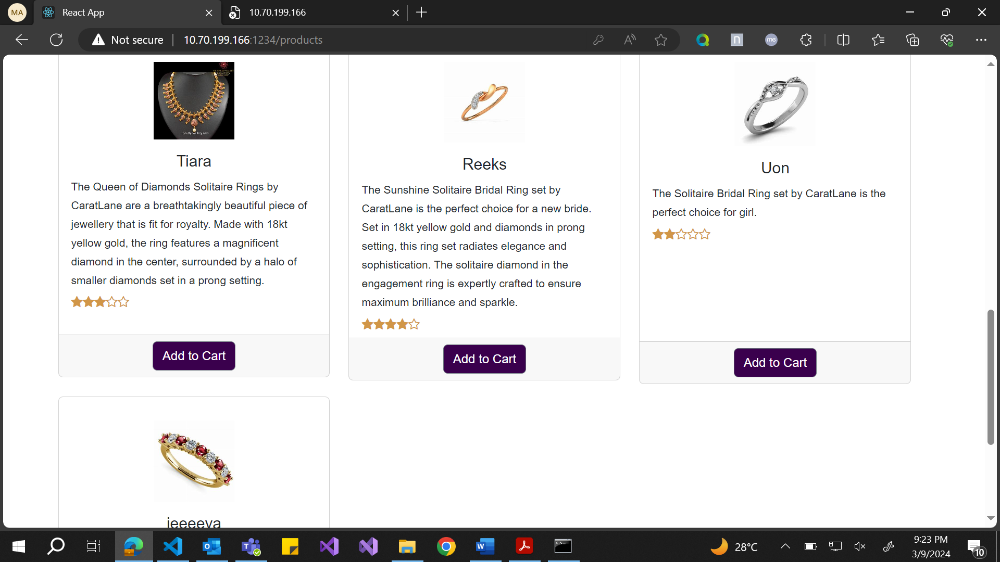 MA
React App
10.70.199.166
Not secure
10.70.199.166:1234/products
me
Southjewellery.com
Tiara
The Queen of Diamonds Solitaire Rings by
CaratLane are a breathtakingly beautiful piece of
jewellery that is fit for royalty. Made with 18kt
yellow gold, the ring features a magnificent
diamond in the center, surrounded by a halo of
smaller diamonds set in a prong setting.
Add to Cart
Reeks
The Sunshine Solitaire Bridal Ring set by
CaratLane is the perfect choice for a new bride.
Set in 18kt yellow gold and diamonds in prong
setting, this ring set radiates elegance and
sophistication. The solitaire diamond in the
engagement ring is expertly crafted to ensure
maximum brilliance and sparkle.
Add to Cart
Uon
The Solitaire Bridal Ring set by CaratLane is the
perfect choice for girl.
Add to Cart
28°C
9:23 PM
3/9/2024
10